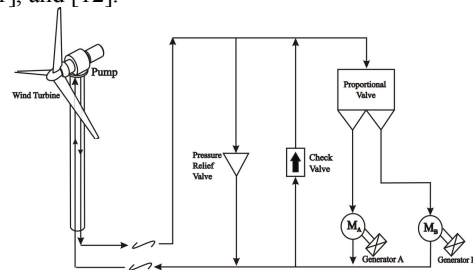 ], and [12].
Pump
Wind Turbine
Proportional
Valve
Pressure
Relief
Valve
Check
Valve
MA
MB
Generator A
Generator